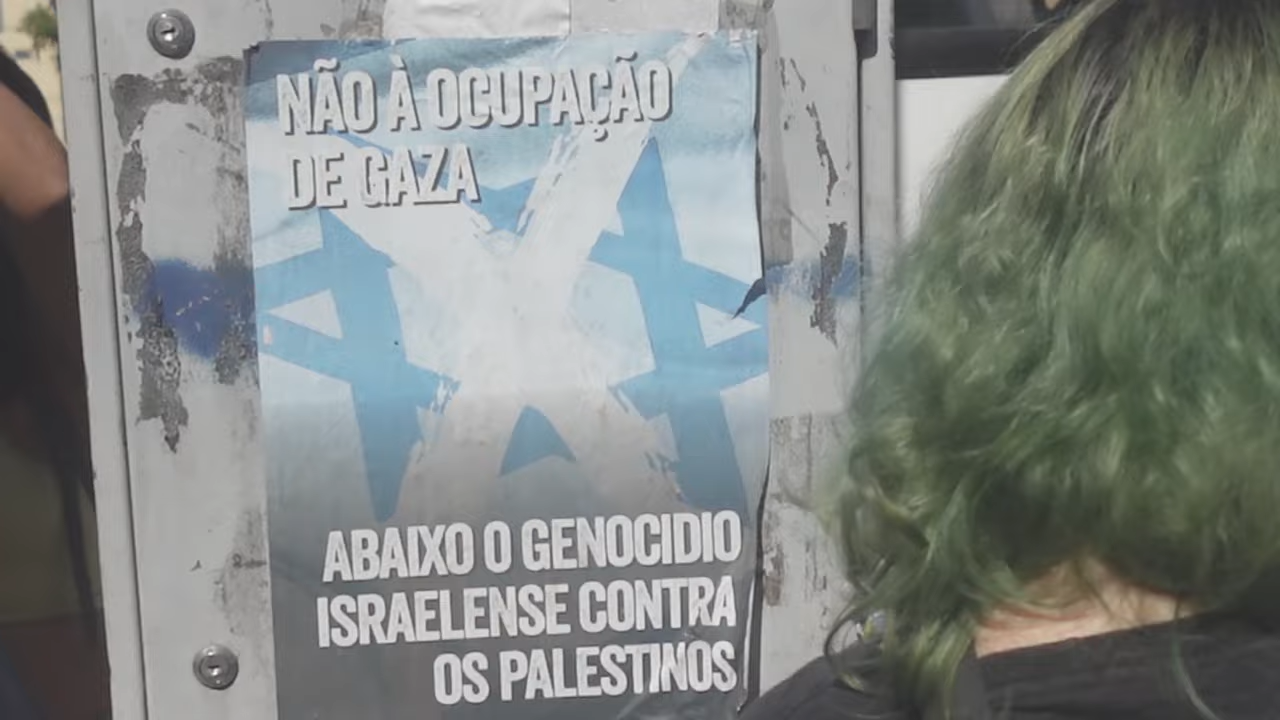 NÃO À OCUPAÇÃO
DE GAZA
ABAIXO O GENOCIDIO
ISRAELENSE CONTRA
OS PALESTINOS